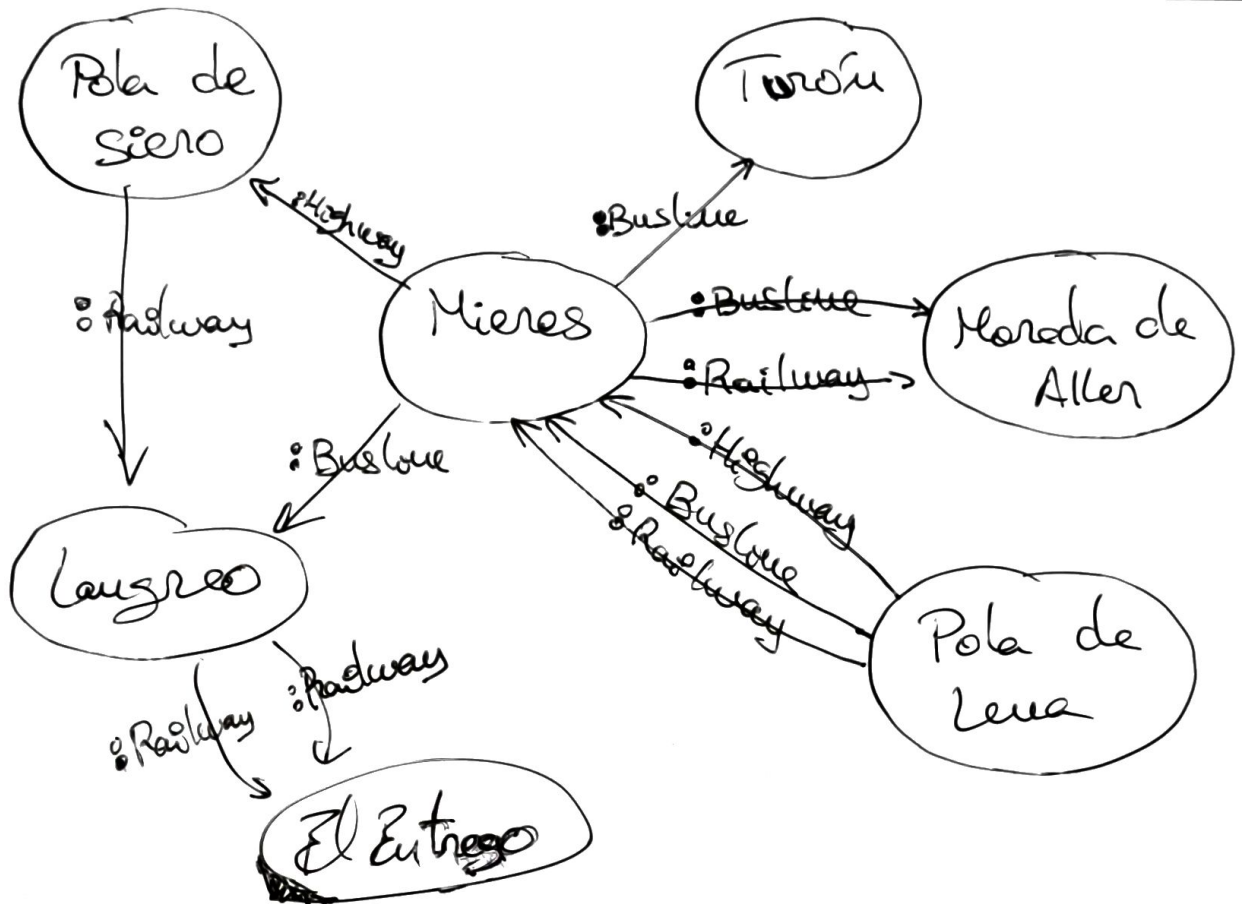 Pola de
Siero
Turón
:Highway
:Busline
:Railway
Mieres
:Busline
:Railway
Moreda de
Aller
:Busline
:Highway
:Busline
:Railway
Langreo
Pola de
Lena
:Railway
:Railway
El Entrego